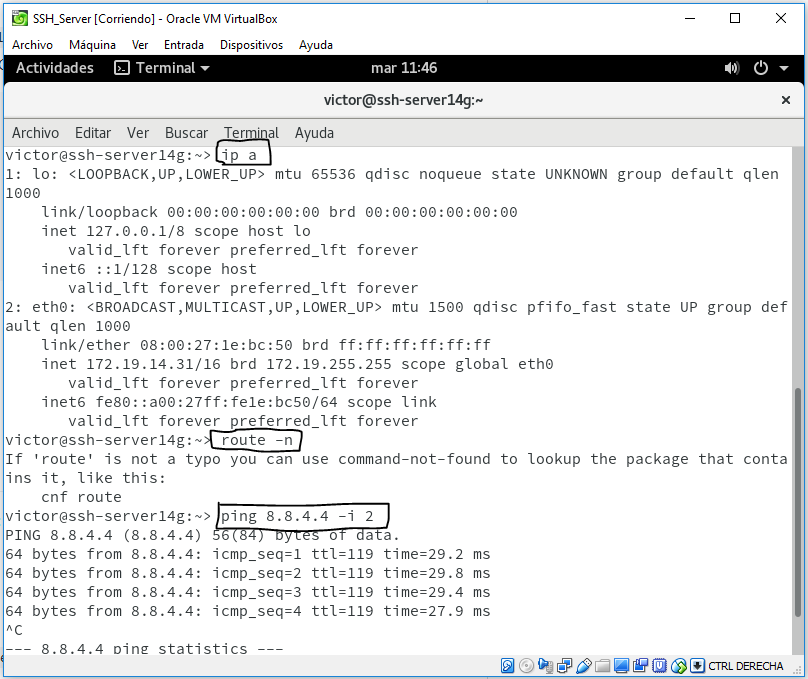 SSH_Server [Corriendo] - Oracle VM VirtualBox
Archivo Máquina Ver Entrada Dispositivos Ayuda
Actividades Terminal mar 11:46
victor@ssh-server14g:~
Archivo Editar Ver Buscar Terminal Ayuda
victor@ssh-server14g:~> ip a
1: lo: <LOOPBACK,UP,LOWER_UP> mtu 65536 qdisc noqueue state UNKNOWN group default qlen
1000
link/loopback 00:00:00:00:00:00 brd 00:00:00:00:00:00
inet 127.0.0.1/8 scope host lo
valid_lft forever preferred_lft forever
inet6 ::1/128 scope host
valid_lft forever preferred_lft forever
2: eth0: <BROADCAST,MULTICAST,UP,LOWER_UP> mtu 1500 qdisc pfifo_fast state UP group def
ault qlen 1000
link/ether 08:00:27:1e:bc:50 brd ff:ff:ff:ff:ff:ff
inet 172.19.14.31/16 brd 172.19.255.255 scope global eth0
valid_lft forever preferred_lft forever
inet6 fe80::a00:27ff:fe1e:bc50/64 scope link
valid_lft forever preferred_lft forever
victor@ssh-server14g:~> route -n
If 'route' is not a typo you can use command-not-found to lookup the package that conta
ins it, like this:
cnf route
victor@ssh-server14g:~> ping 8.8.4.4 -i 2
PING 8.8.4.4 (8.8.4.4) 56(84) bytes of data.
64 bytes from 8.8.4.4: icmp_seq=1 ttl=119 time=29.2 ms
64 bytes from 8.8.4.4: icmp_seq=2 ttl=119 time=29.8 ms
64 bytes from 8.8.4.4: icmp_seq=3 ttl=119 time=29.4 ms
64 bytes from 8.8.4.4: icmp_seq=4 ttl=119 time=27.9 ms
^C
--- 8.8.4.4 ping statistics ---
CTRL DERECHA